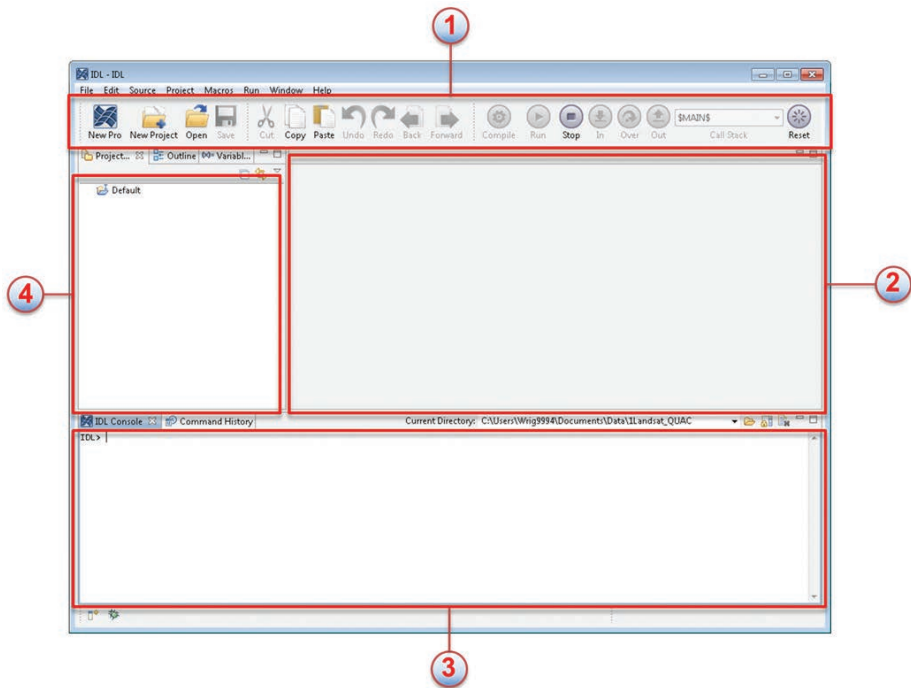 1
IDL - IDL
File Edit Source Project Macros Run Window Help
New Pro New Project Open Save Cut Copy Paste Undo Redo Back Forward Compile Run Stop In Over Out $MAIN$ Call Stack Reset
Project... Outline Variabl...
Default
4
2
IDL Console Command History Current Directory: C:\Users\Wrig9994\Documents\Data\1Landsat_QUAC
IDL>
3